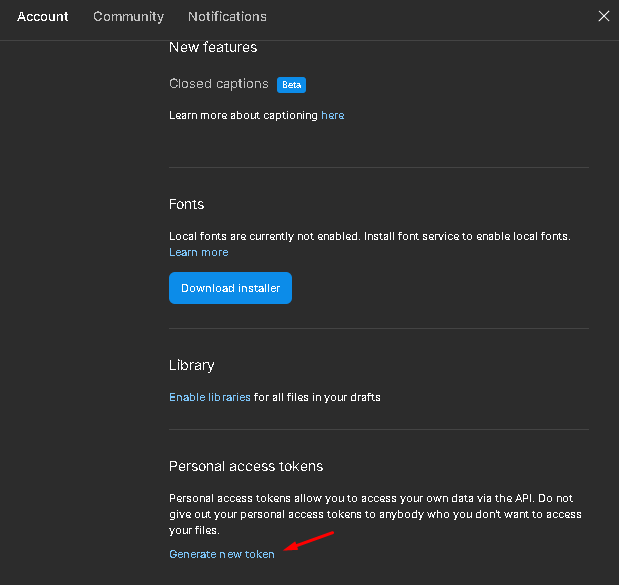 Account Community Notifications
New features
Closed captions Beta
Learn more about captioning here
Fonts
Local fonts are currently not enabled. Install font service to enable local fonts.
Learn more
Download installer
Library
Enable libraries for all files in your drafts
Personal access tokens
Personal access tokens allow you to access your own data via the API. Do not
give out your personal access tokens to anybody who you don't want to access
your files.
Generate new token